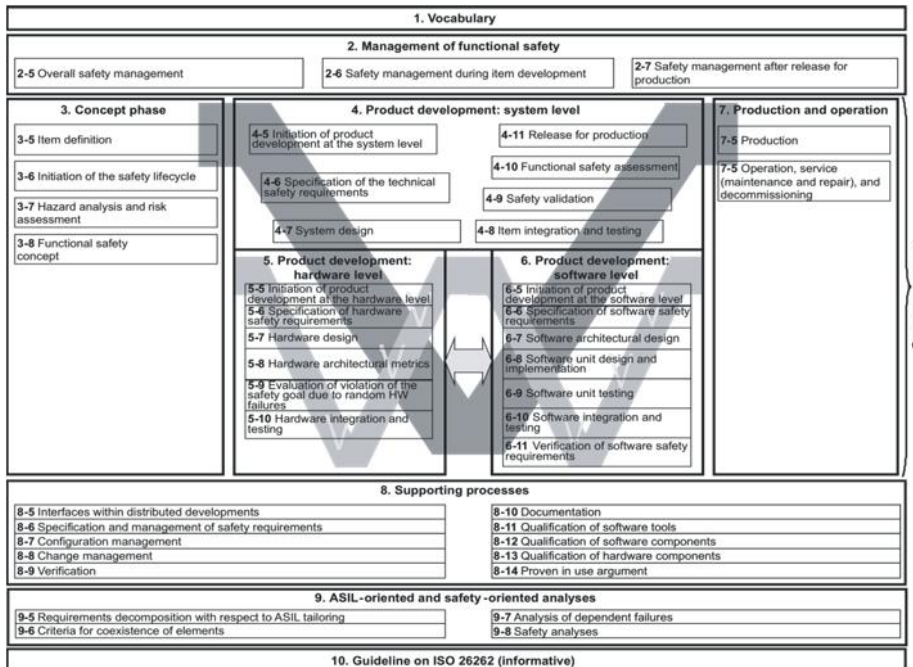 1. Vocabulary
2. Management of functional safety
2-5 Overall safety management
2-6 Safety management during item development
2-7 Safety management after release for
production
3. Concept phase
3-5 Item definition
3-6 Initiation of the safety lifecycle
3-7 Hazard analysis and risk
assessment
3-8 Functional safety
concept
4. Product development: system level
4-5 Initiation of product
development at the system level
4-6 Specification of the technical
safety requirements
4-7 System design
4-11 Release for production
4-10 Functional safety assessment
4-9 Safety validation
4-8 Item integration and testing
7. Production and operation
7-5 Production
7-5 Operation, service
(maintenance and repair), and
decommissioning
5. Product development:
hardware level
5-5 Initiation of product
development at the hardware level
5-6 Specification of hardware
safety requirements
5-7 Hardware design
5-8 Hardware architectural metrics
5-9 Evaluation of violation of the
safety goal due to random HW
failures
5-10 Hardware integration and
testing
6. Product development:
software level
6-5 Initiation of product
development at the software level
6-6 Specification of software safety
requirements
6-7 Software architectural design
6-8 Software unit design and
implementation
6-9 Software unit testing
6-10 Software integration and
testing
6-11 Verification of software safety
requirements
8. Supporting processes
8-5 Interfaces within distributed developments
8-6 Specification and management of safety requirements
8-7 Configuration management
8-8 Change management
8-9 Verification
8-10 Documentation
8-11 Qualification of software tools
8-12 Qualification of software components
8-13 Qualification of hardware components
8-14 Proven in use argument
9. ASIL-oriented and safety-oriented analyses
9-5 Requirements decomposition with respect to ASIL tailoring
9-6 Criteria for coexistence of elements
9-7 Analysis of dependent failures
9-8 Safety analyses
10. Guideline on ISO 26262 (informative)